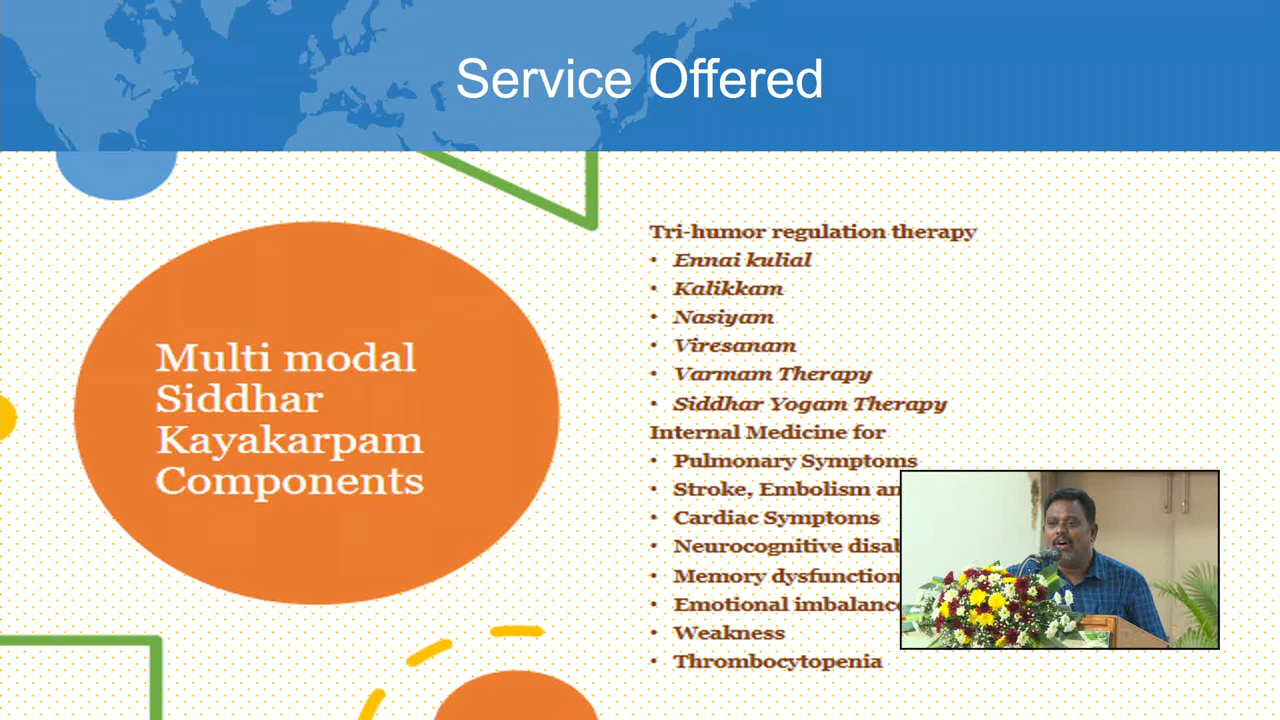 Service Offered
Multi modal
Siddhar
Kayakarpam
Components
Tri-humor regulation therapy
• Ennai kulial
• Kalikkam
• Nasiyam
• Viresanam
• Varmam Therapy
• Siddhar Yogam Therapy
Internal Medicine for
• Pulmonary Symptoms
• Stroke, Embolism
• Cardiac Symptoms
• Neurocognitive
• Memory dysfunction
• Emotional
• Weakness
• Thrombocytopenia